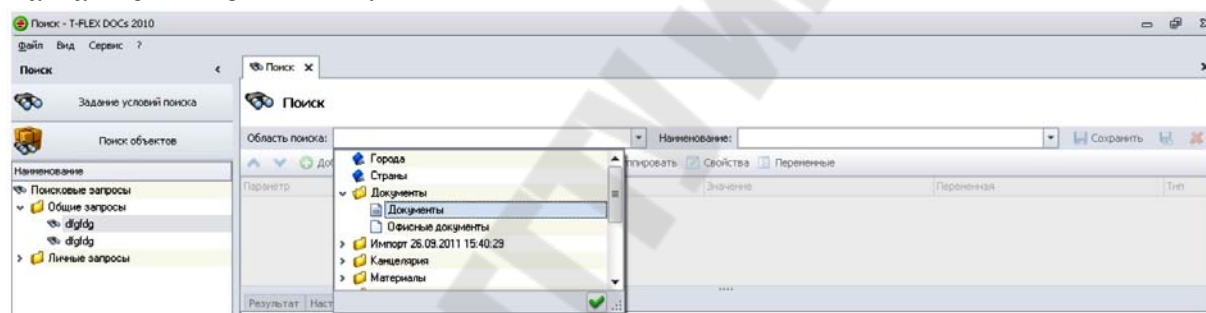 Поиск - T-FLEX DOCs 2010
Файл Вид Сервис ?
Поиск
Поиск
Задание условий поиска
Поиск
Поиск объектов
Область поиска:
Наименование:
Сохранить
Наименование
Города
Свойства
Переменные
Поисковые запросы
Страны
Параметр
Значение
Переменная
Тип
Общие запросы
Документы
dfgfdg
Документы
dfgfdg
Офисные документы
Личные запросы
Импорт 26.09.2011 15:40:29
Канцелярия
Материалы
Результат